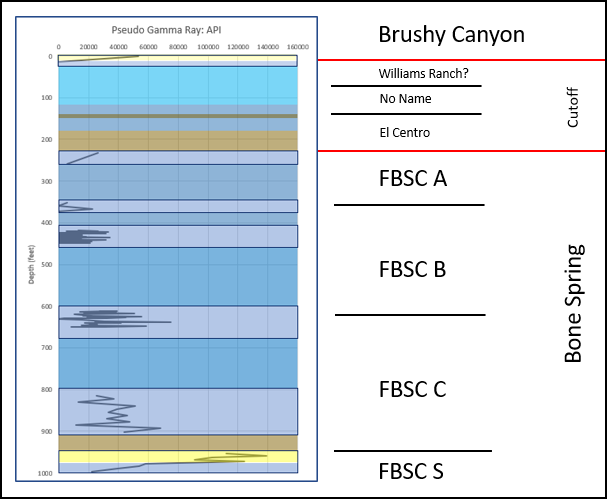 Pseudo Gamma Ray: API
0 20000 40000 60000 80000 100000 120000 140000 160000
0
100
200
300
400
500
600
700
800
900
1000
Depth (feet)
Brushy Canyon
Williams Ranch?
No Name
El Centro
Cutoff
FBSC A
FBSC B
FBSC C
FBSC S
Bone Spring